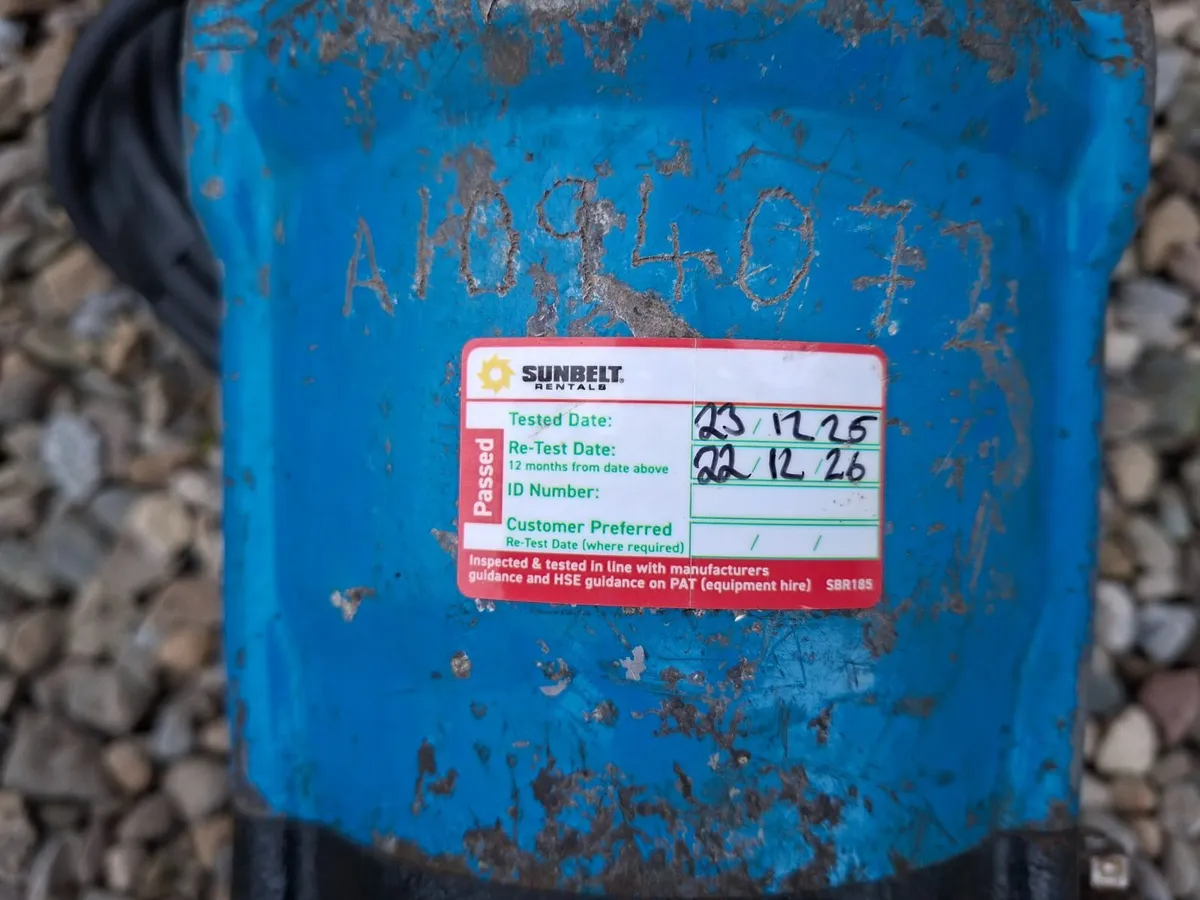 A1094077
SUNBELT®
RENTALS
Tested Date: 23/12/25
Re-Test Date: 22/12/26
12 months from date above
ID Number:
Customer Preferred
Re-Test Date (where required) / /
Passed
Inspected & tested in line with manufacturers
guidance and HSE guidance on PAT (equipment hire) SBR185